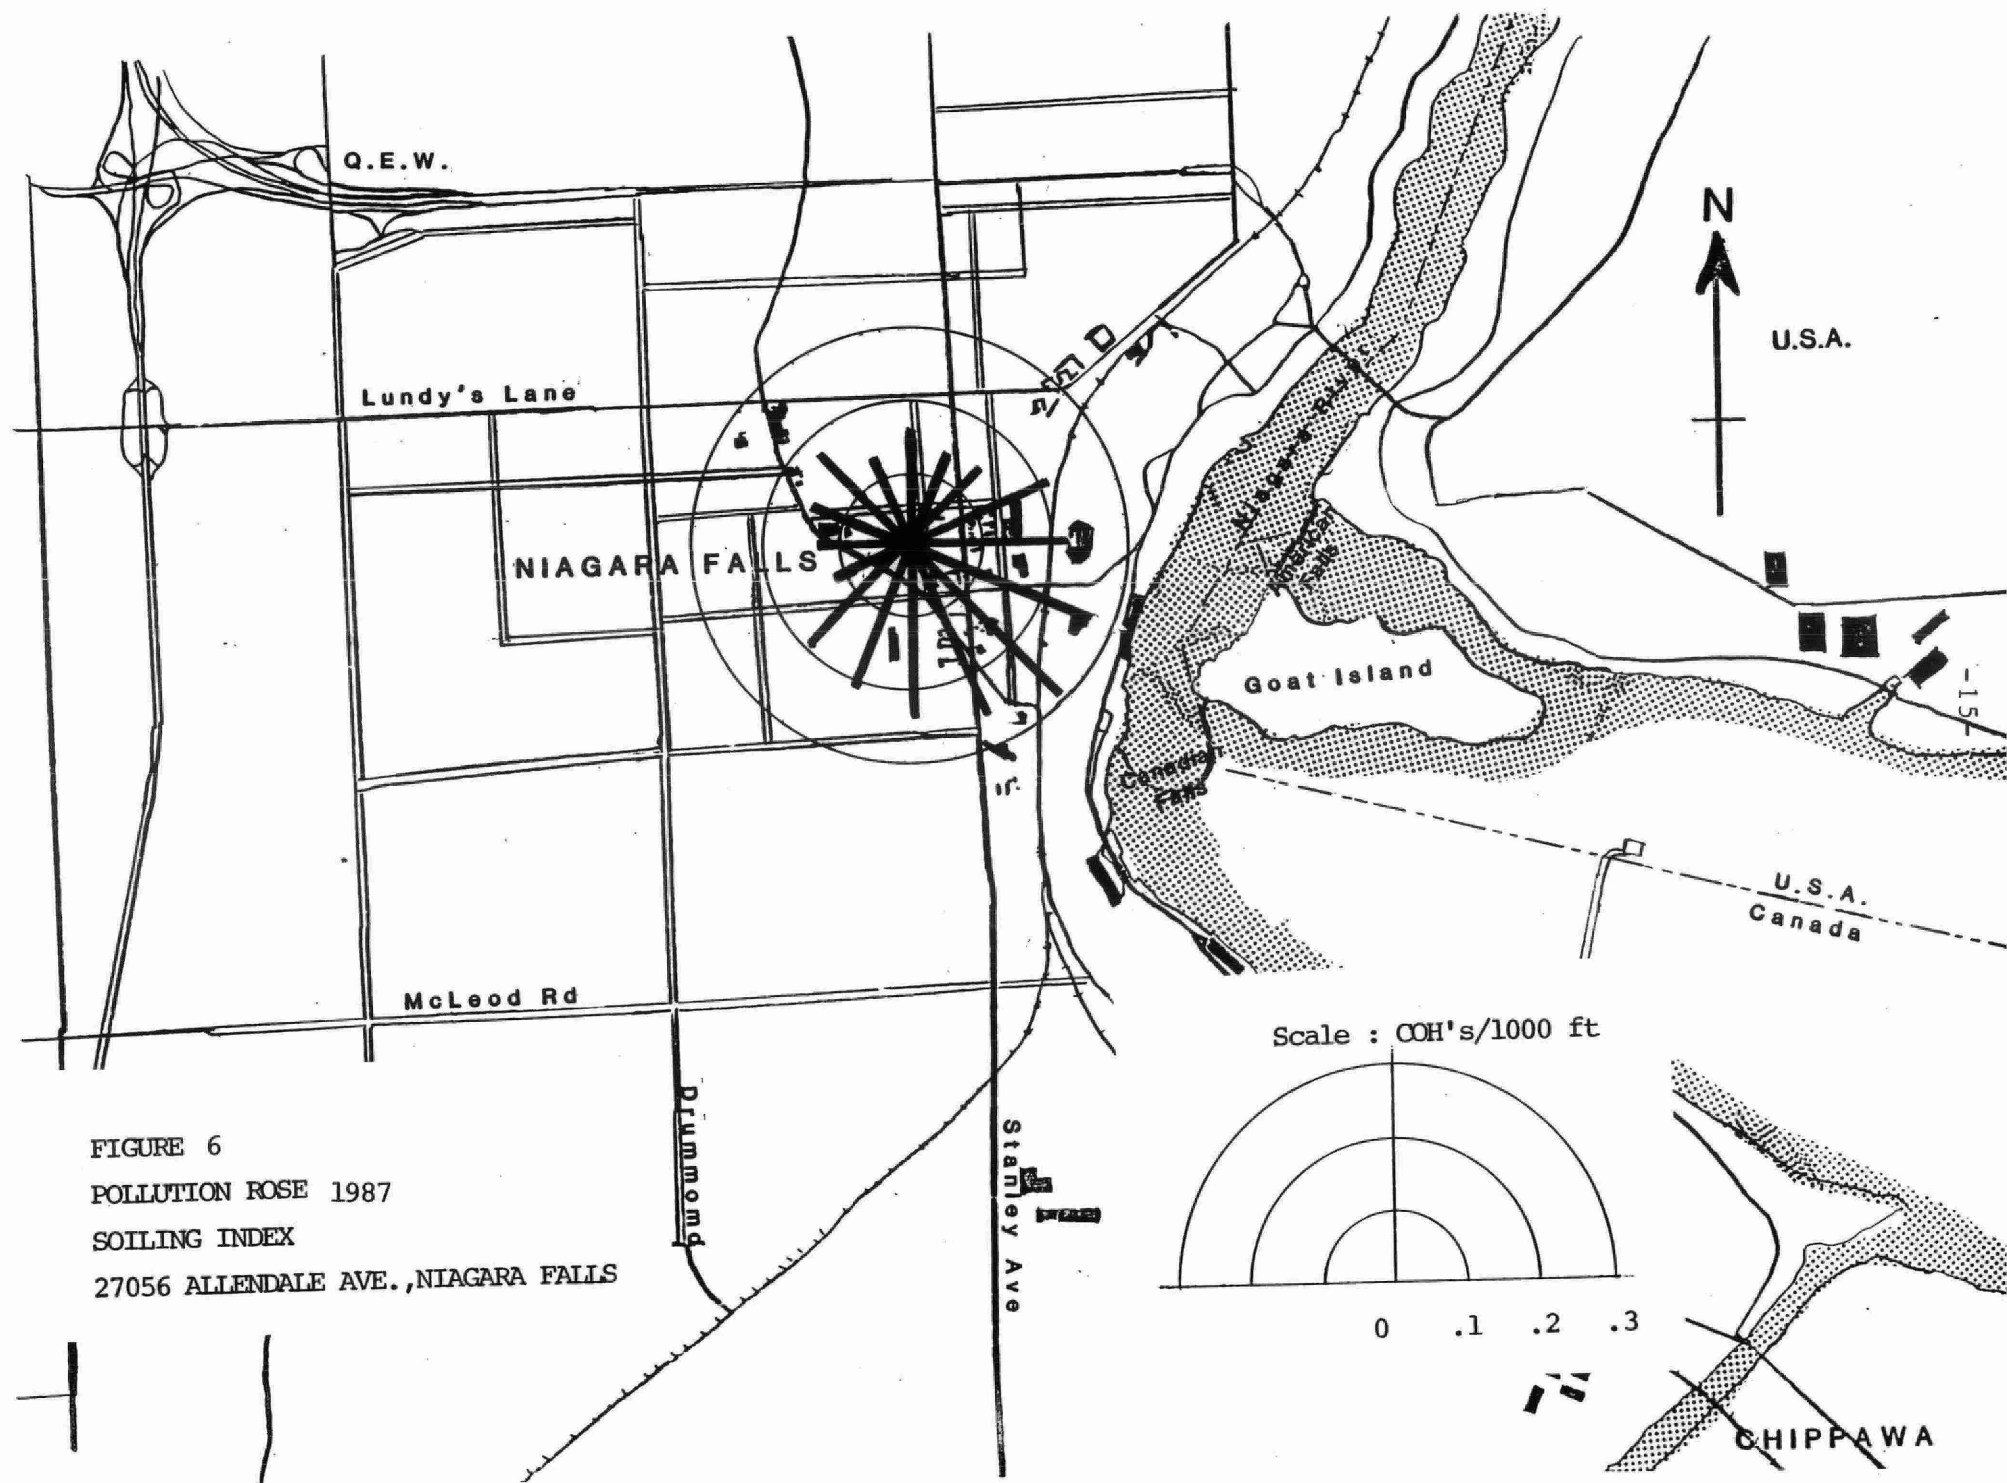 Q.E.W.
N
U.S.A.
Lundy's Lane
Niagara River
American
Falls
NIAGARA FALLS
Goat Island
-15-
Canadian
Falls
U.S.A.
Canada
McLeod Rd
Scale : COH's/1000 ft
0 .1 .2 .3
Drummond
Stanley Ave
FIGURE 6
POLLUTION ROSE 1987
SOILING INDEX
27056 ALLENDALE AVE.,NIAGARA FALLS
CHIPPAWA